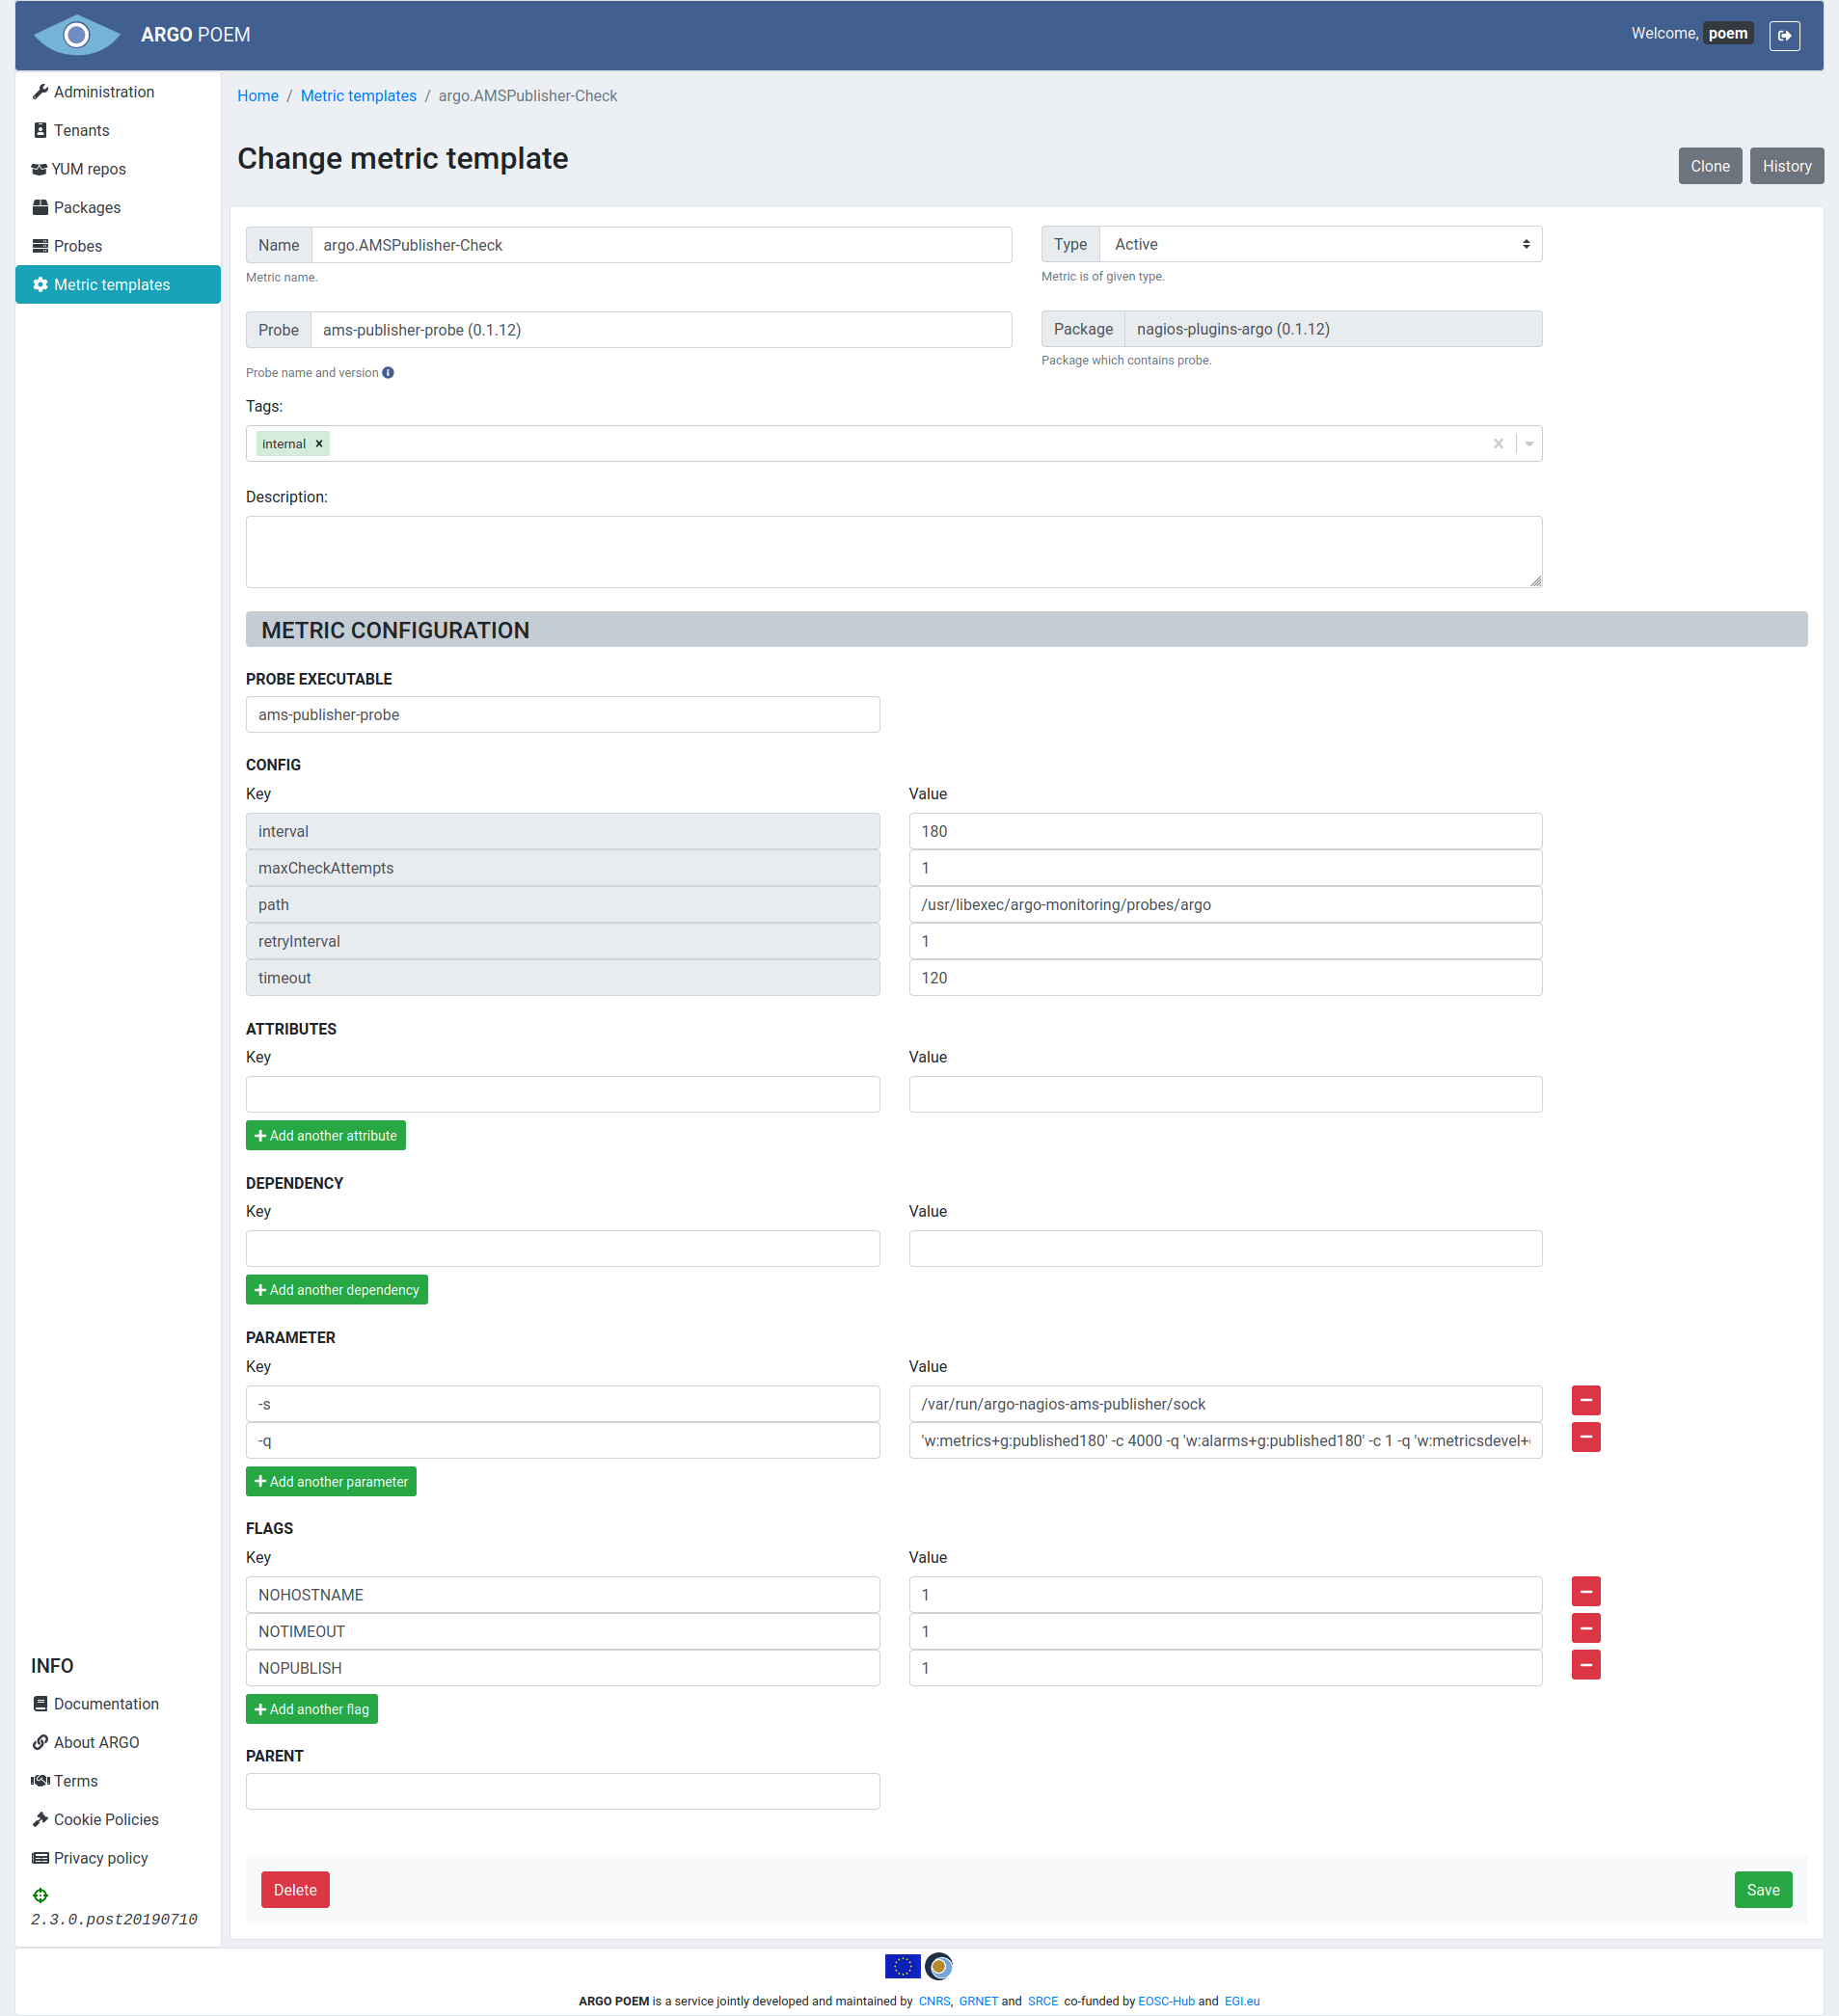 ARGO POEM
Welcome, poem
Administration
Tenants
YUM repos
Packages
Probes
Metric templates
Home / Metric templates / argo.AMSPublisher-Check
Change metric template
Clone
History
Name argo.AMSPublisher-Check
Metric name.
Type Active
Metric is of given type.
Probe ams-publisher-probe (0.1.12)
Probe name and version
Package nagios-plugins-argo (0.1.12)
Package which contains probe.
Tags:
internal
Description:
METRIC CONFIGURATION
PROBE EXECUTABLE
ams-publisher-probe
CONFIG
Key Value
interval 180
maxCheckAttempts 1
path /usr/libexec/argo-monitoring/probes/argo
retryInterval 1
timeout 120
ATTRIBUTES
Key Value
Add another attribute
DEPENDENCY
Key Value
Add another dependency
PARAMETER
Key Value
-s /var/run/argo-nagios-ams-publisher/sock
-q 'w:metrics+g:published180' -c 4000 -q 'w:alarms+g:published180' -c 1 -q 'w:metricsdevel+
Add another parameter
FLAGS
Key Value
NOHOSTNAME 1
NOTIMEOUT 1
NOPUBLISH 1
Add another flag
PARENT
INFO
Documentation
About ARGO
Terms
Cookie Policies
Privacy policy
2.3.0.post20190710
Delete
Save
ARGO POEM is a service jointly developed and maintained by CNRS, GRNET and SRCE co-funded by EOSC-Hub and EGI.eu